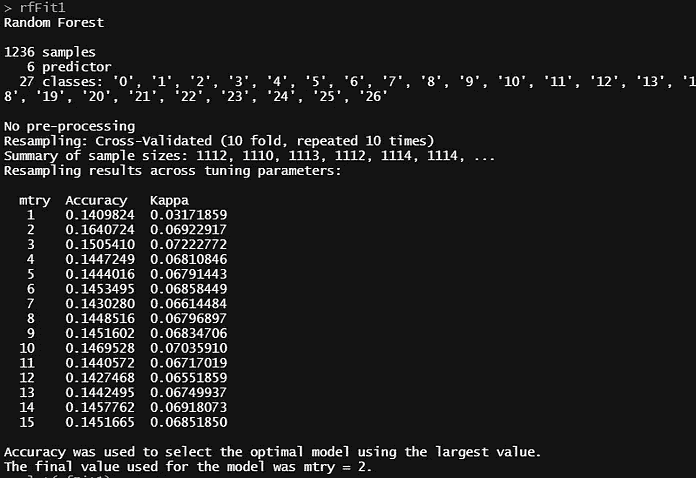 > rfFit1
Random Forest
1236 samples
6 predictor
27 classes: '0', '1', '2', '3', '4', '5', '6', '7', '8', '9', '10', '11', '12', '13', '1
8', '19', '20', '21', '22', '23', '24', '25', '26'
No pre-processing
Resampling: Cross-Validated (10 fold, repeated 10 times)
Summary of sample sizes: 1112, 1110, 1113, 1112, 1114, 1114, ...
Resampling results across tuning parameters:
mtry Accuracy Kappa
1 0.1409824 0.03171859
2 0.1640724 0.06922917
3 0.1505410 0.07222772
4 0.1447249 0.06810846
5 0.1444016 0.06791443
6 0.1453495 0.06858449
7 0.1430280 0.06614484
8 0.1448516 0.06796897
9 0.1451602 0.06834706
10 0.1469528 0.07035910
11 0.1440572 0.06717019
12 0.1427468 0.06551859
13 0.1442495 0.06749937
14 0.1457762 0.06918073
15 0.1451665 0.06851850
Accuracy was used to select the optimal model using the largest value.
The final value used for the model was mtry = 2.